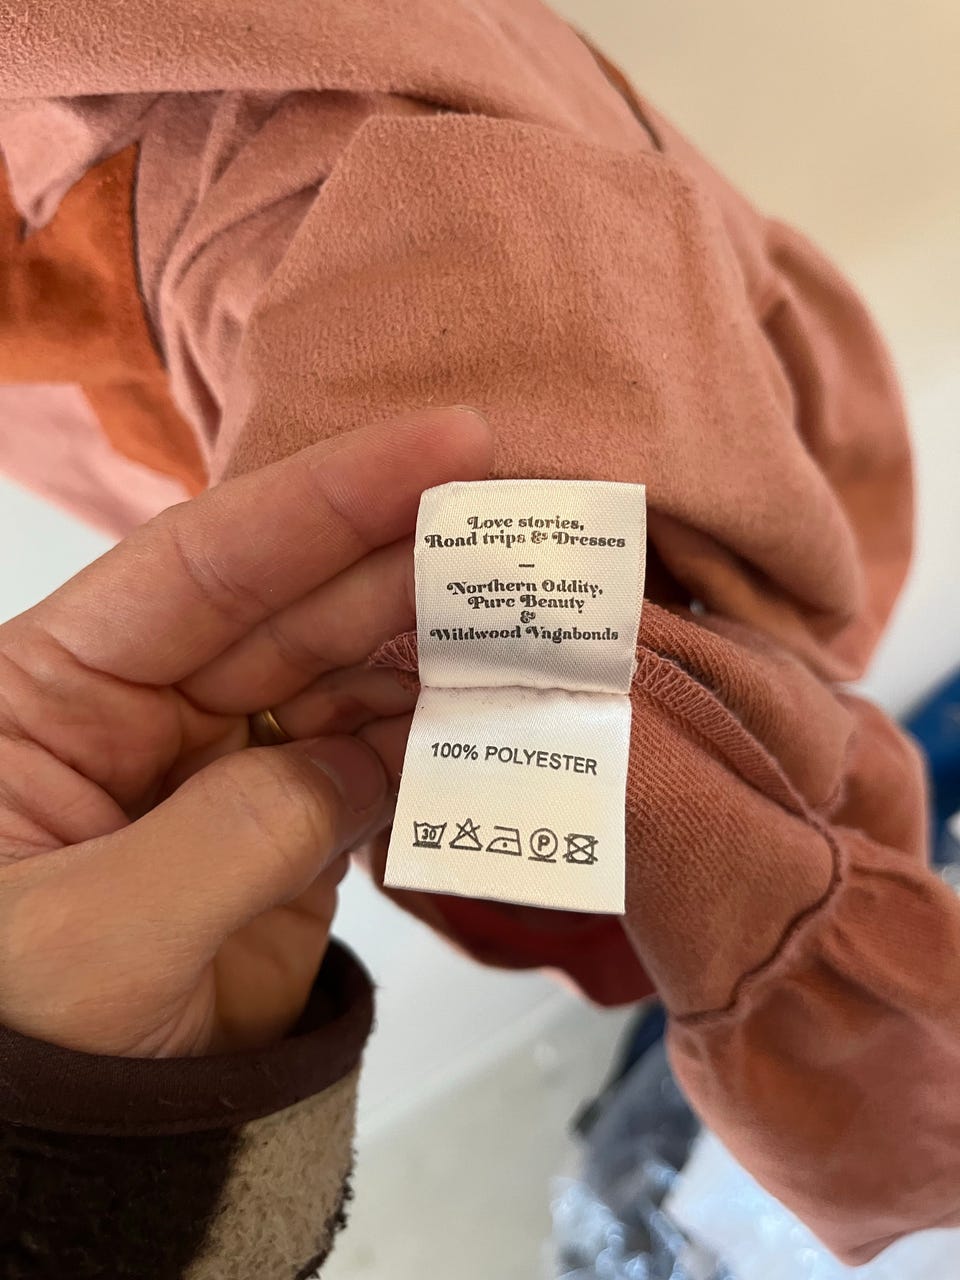 Love stories,
Road trips & Dresses
—
Northern Oddity,
Pure Beauty
&
Wildwood Vagabonds
100% POLYESTER
30 P